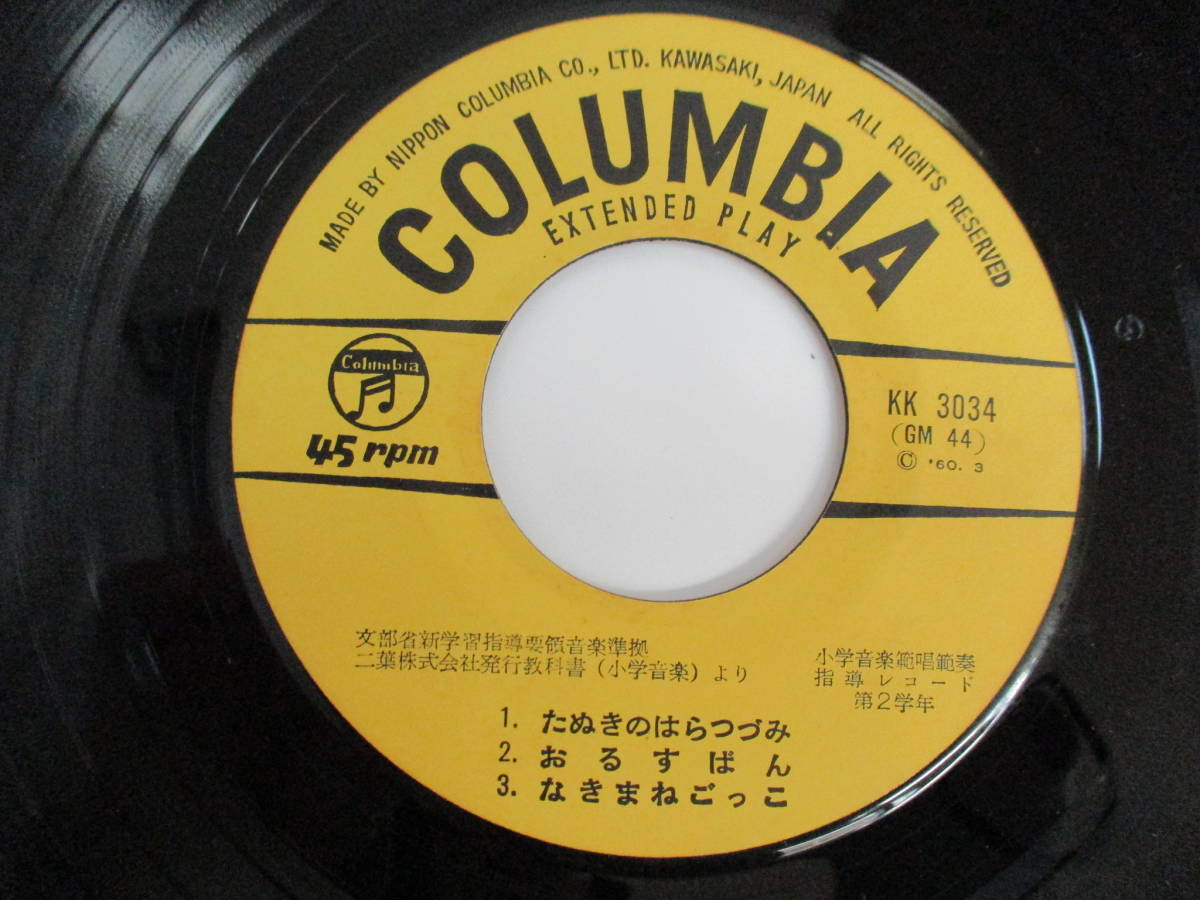 MADE BY NIPPON COLUMBIA CO., LTD. KAWASAKI, JAPAN ALL RIGHTS RESERVED
COLUMBIA
EXTENDED PLAY
Columbia
45 rpm
KK 3034
(GM 44)
© '60. 3
文部省新学習指導要領音楽準拠
二葉株式会社発行教科書(小学音楽)より
小学音楽範唱範奏
指導レコード
第2学年
1. たぬきのはらつづみ
2. おるすばん
3. なきまねごっこ